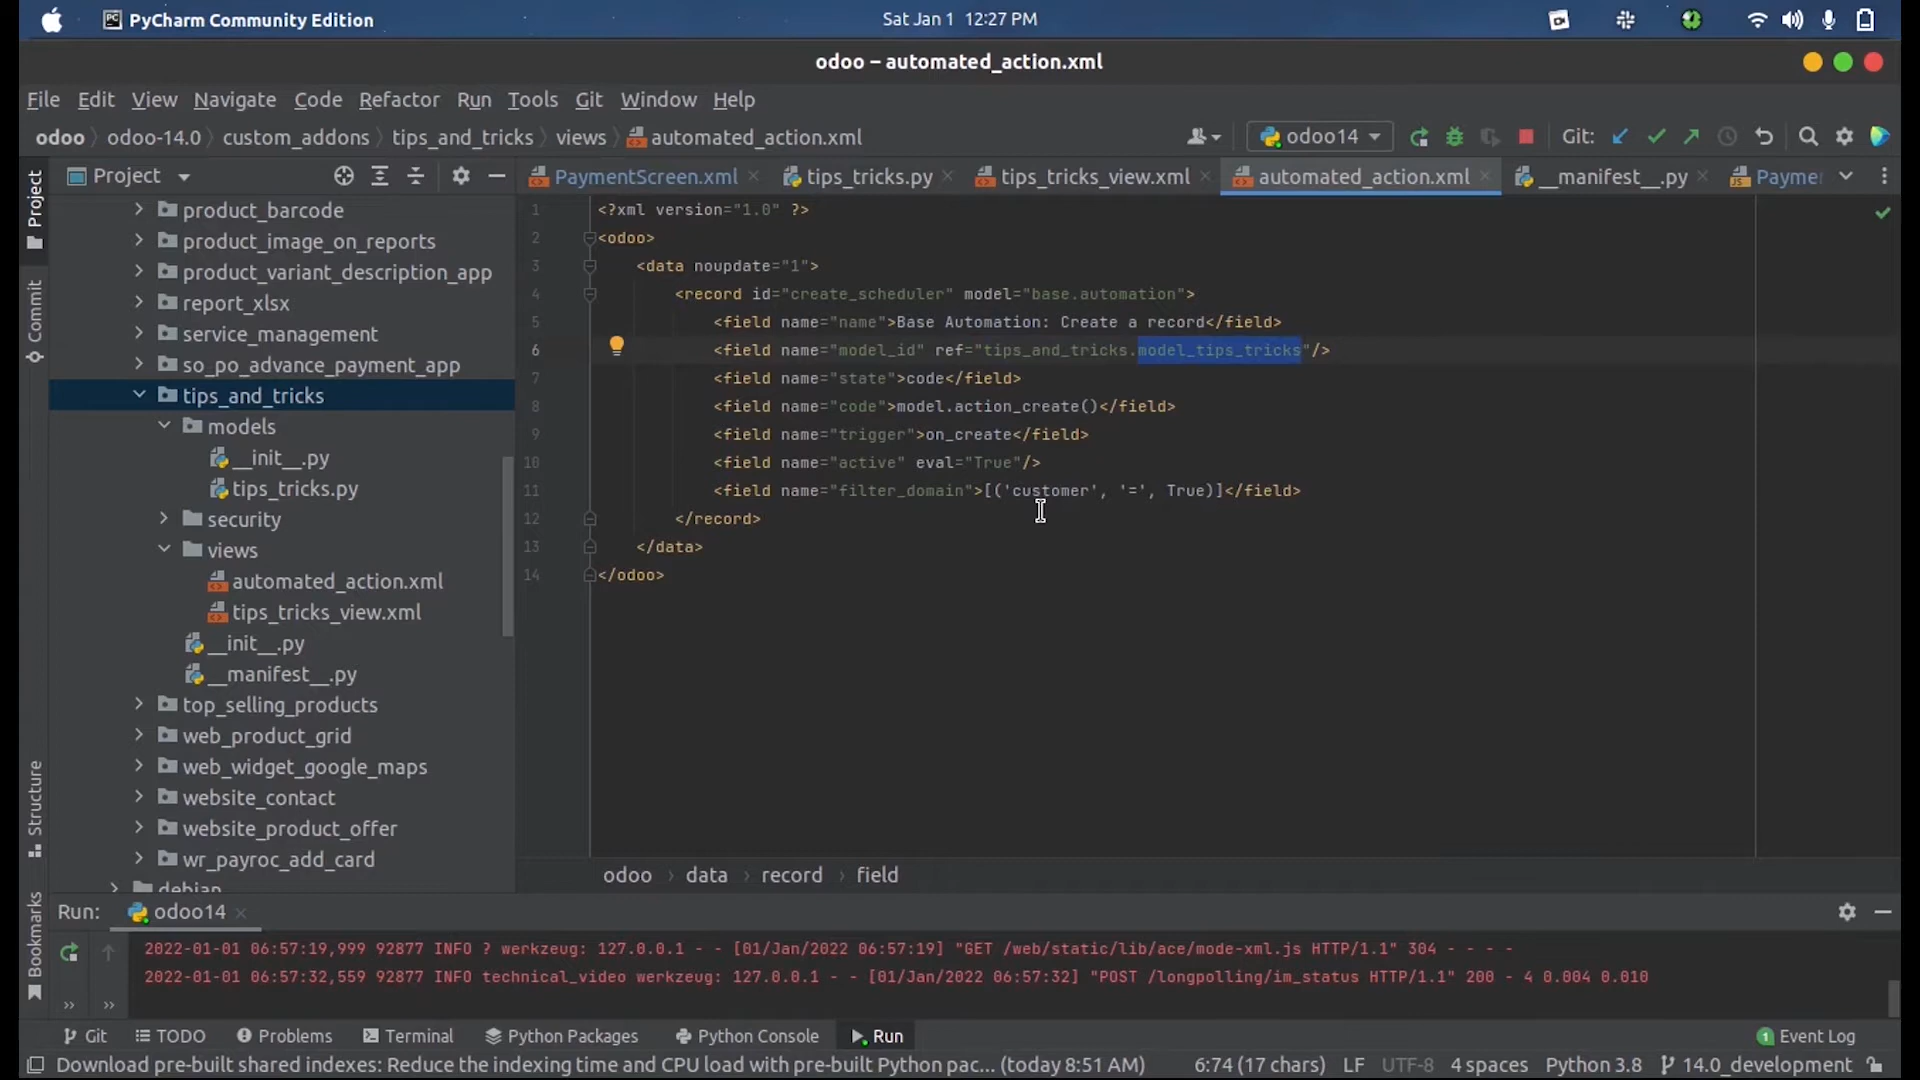 PyCharm Community Edition
Sat Jan 1 12:27 PM
odoo – automated_action.xml
File Edit View Navigate Code Refactor Run Tools Git Window Help
odoo odoo-14.0 custom_addons tips_and_tricks views automated_action.xml
odoo14
Git:
Project
PaymentScreen.xml tips_tricks.py tips_tricks_view.xml automated_action.xml __manifest__.py Payme
Project
Commit
Structure
Bookmarks
product_barcode
product_image_on_reports
product_variant_description_app
report_xlsx
service_management
so_po_advance_payment_app
tips_and_tricks
models
__init__.py
tips_tricks.py
security
views
automated_action.xml
tips_tricks_view.xml
__init__.py
__manifest__.py
top_selling_products
web_product_grid
web_widget_google_maps
website_contact
website_product_offer
wr_payroc_add_card
debian
1 <?xml version="1.0" ?>
2 <odoo>
3 <data noupdate="1">
4 <record id="create_scheduler" model="base.automation">
5 <field name="name">Base Automation: Create a record</field>
6 <field name="model_id" ref="tips_and_tricks.model_tips_tricks"/>
7 <field name="state">code</field>
8 <field name="code">model.action_create()</field>
9 <field name="trigger">on_create</field>
10 <field name="active" eval="True"/>
11 <field name="filter_domain">[('customer', '=', True)]</field>
12 </record>
13 </data>
14 </odoo>
odoo data record field
Run: odoo14
2022-01-01 06:57:19,999 92877 INFO ? werkzeug: 127.0.0.1 - - [01/Jan/2022 06:57:19] "GET /web/static/lib/ace/mode-xml.js HTTP/1.1" 304 - - - -
2022-01-01 06:57:32,559 92877 INFO technical_video werkzeug: 127.0.0.1 - - [01/Jan/2022 06:57:32] "POST /longpolling/im_status HTTP/1.1" 200 - 4 0.004 0.010
Git TODO Problems Terminal Python Packages Python Console Run 1 Event Log
Download pre-built shared indexes: Reduce the indexing time and CPU load with pre-built Python pac... (today 8:51 AM) 6:74 (17 chars) LF UTF-8 4 spaces Python 3.8 14.0_development